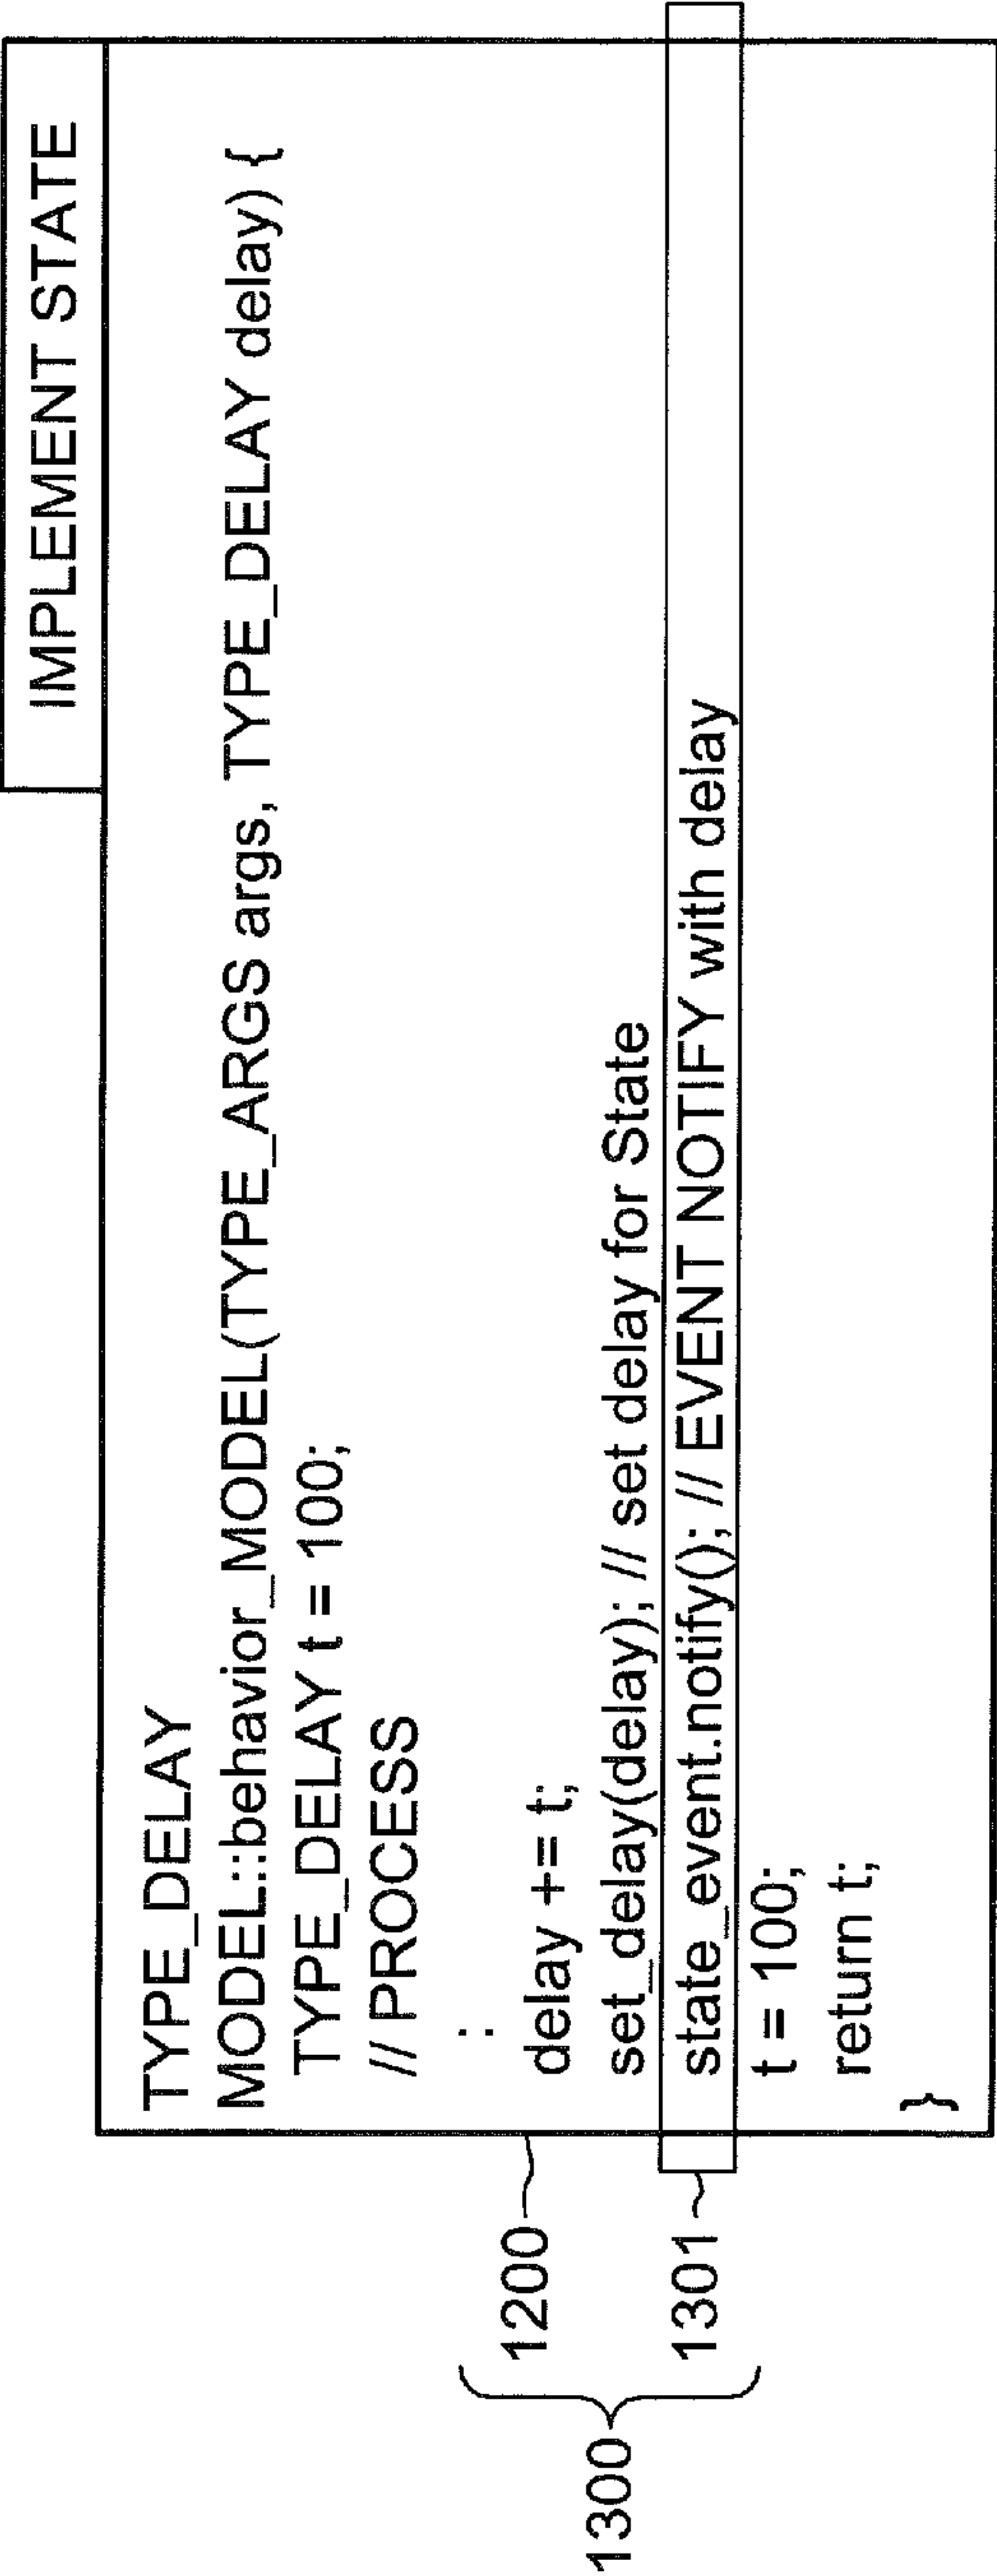 IMPLEMENT STATE
TYPE_DELAY
MODEL::behavior_MODEL(TYPE_ARGS args, TYPE_DELAY delay) {
TYPE_DELAY t = 100;
// PROCESS
:
delay += t;
set_delay(delay); // set delay for State
state_event.notify(); // EVENT NOTIFY with delay
t = 100;
return t;
}
1200
1301
1300